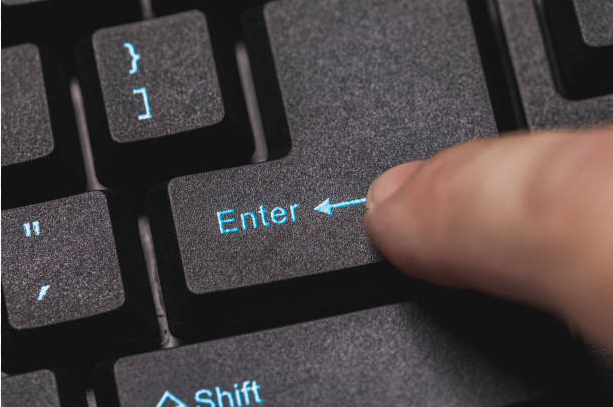 }
]
Enter ←
"
'
⇧ Shift